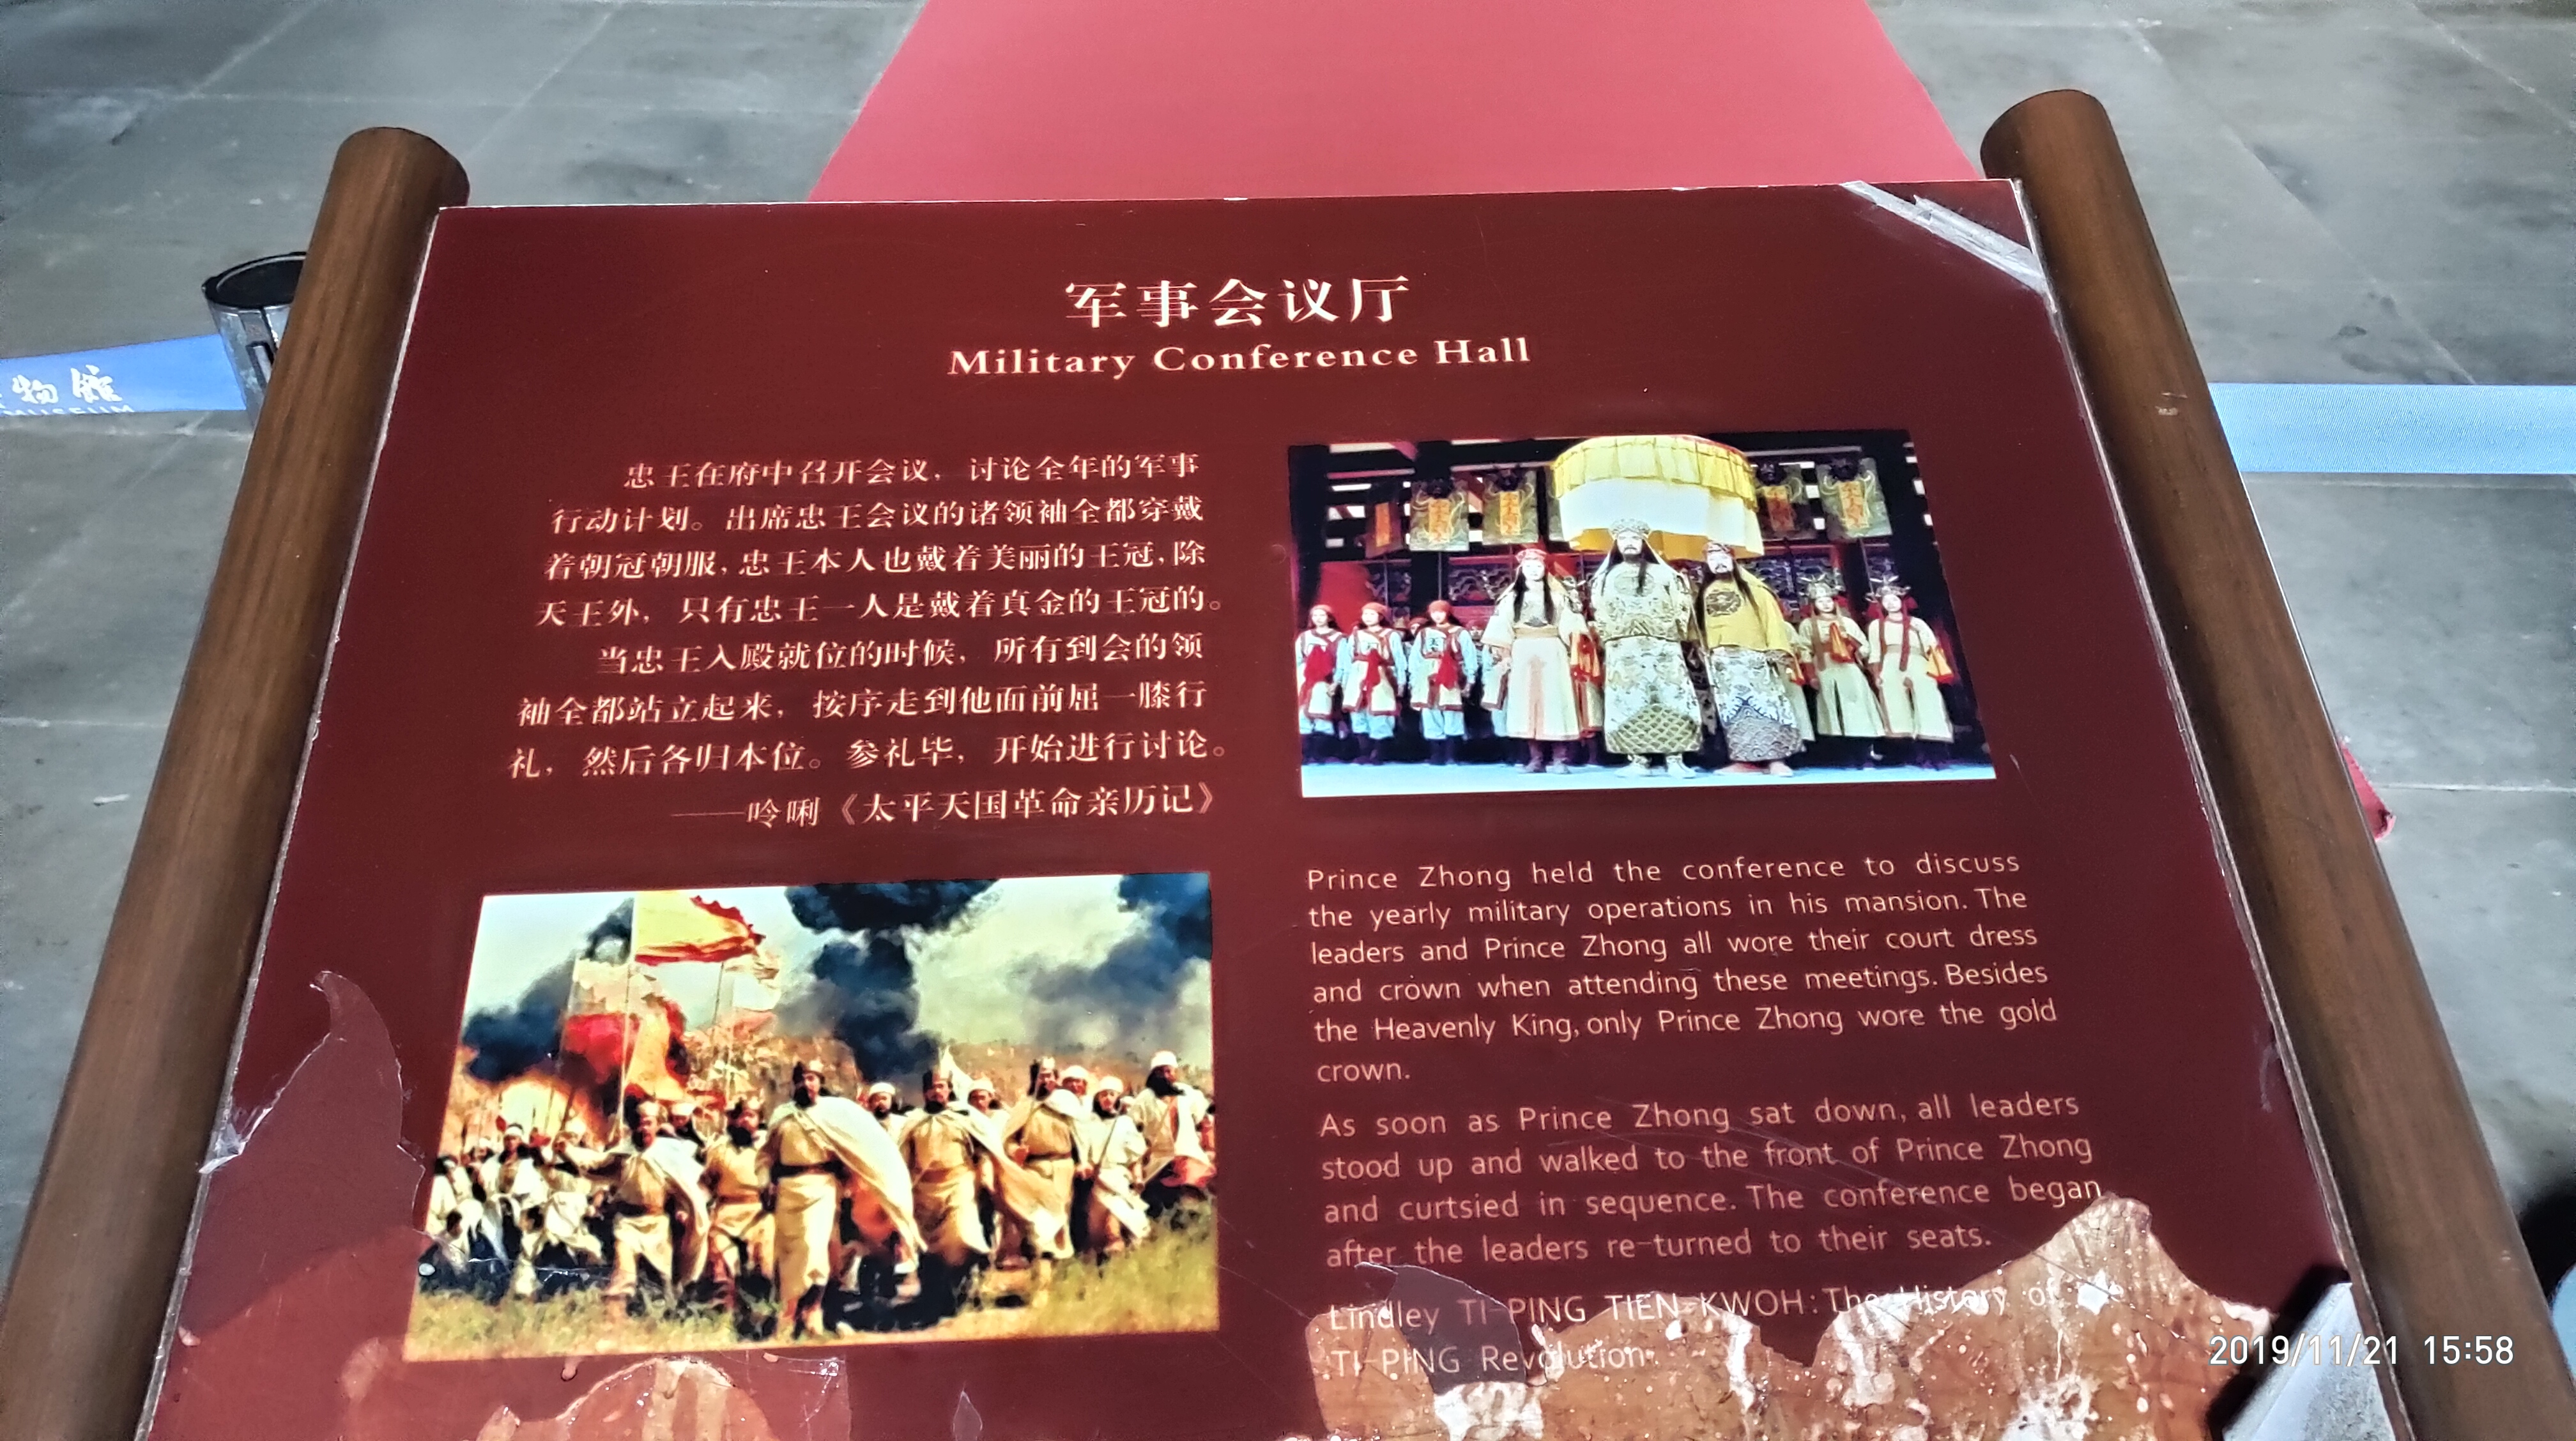 军事会议厅
Military Conference Hall
忠王在府中召开会议，讨论全年的军事
行动计划。出席忠王会议的诸领袖全都穿戴
着朝冠朝服，忠王本人也戴着美丽的王冠，除
天王外，只有忠王一人是戴着真金的王冠的。
当忠王入殿就位的时候，所有到会的领
袖全都站立起来，按序走到他面前屈一膝行
礼，然后各归本位。参礼毕，开始进行讨论。
——呤唎《太平天国革命亲历记》
Prince Zhong held the conference to discuss
the yearly military operations in his mansion. The
leaders and Prince Zhong all wore their court dress
and crown when attending these meetings. Besides
the Heavenly King, only Prince Zhong wore the gold
crown.
As soon as Prince Zhong sat down, all leaders
stood up and walked to the front of Prince Zhong
and curtsied in sequence. The conference began
after the leaders re-turned to their seats.
Lindley TI-PING TIEN-KWOH: The History of
TI-PING Revolution.
物馆
MUSEUM
2019/11/21 15:58